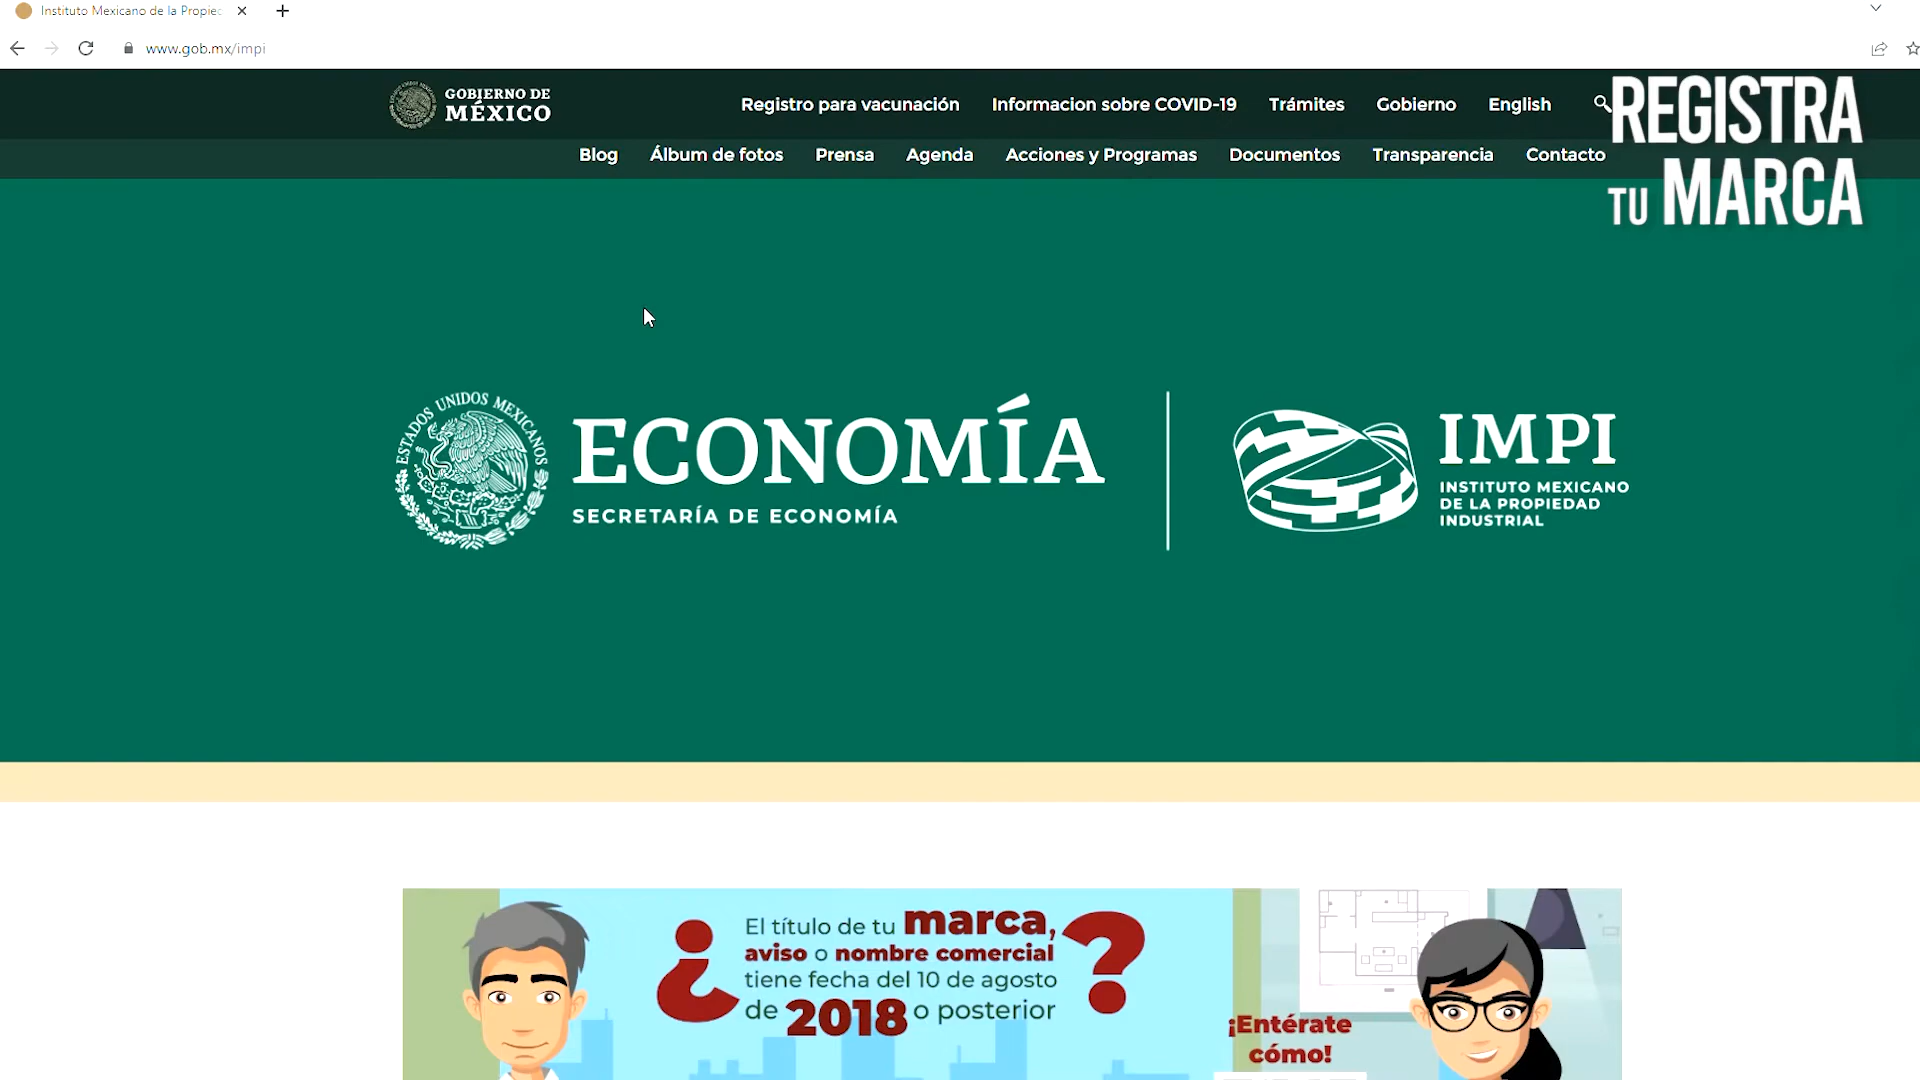 Instituto Mexicano de la Propie
www.gob.mx/impi
GOBIERNO DE
MÉXICO
Registro para vacunación
Informacion sobre COVID-19
Trámites
Gobierno
English
REGISTRA
TU MARCA
Blog
Álbum de fotos
Prensa
Agenda
Acciones y Programas
Documentos
Transparencia
Contacto
ESTADOS UNIDOS MEXICANOS
ECONOMÍA
SECRETARÍA DE ECONOMÍA
IMPI
INSTITUTO MEXICANO
DE LA PROPIEDAD
INDUSTRIAL
¿El título de tu marca,
aviso o nombre comercial
tiene fecha del 10 de agosto
de 2018 o posterior?
¡Entérate
cómo!